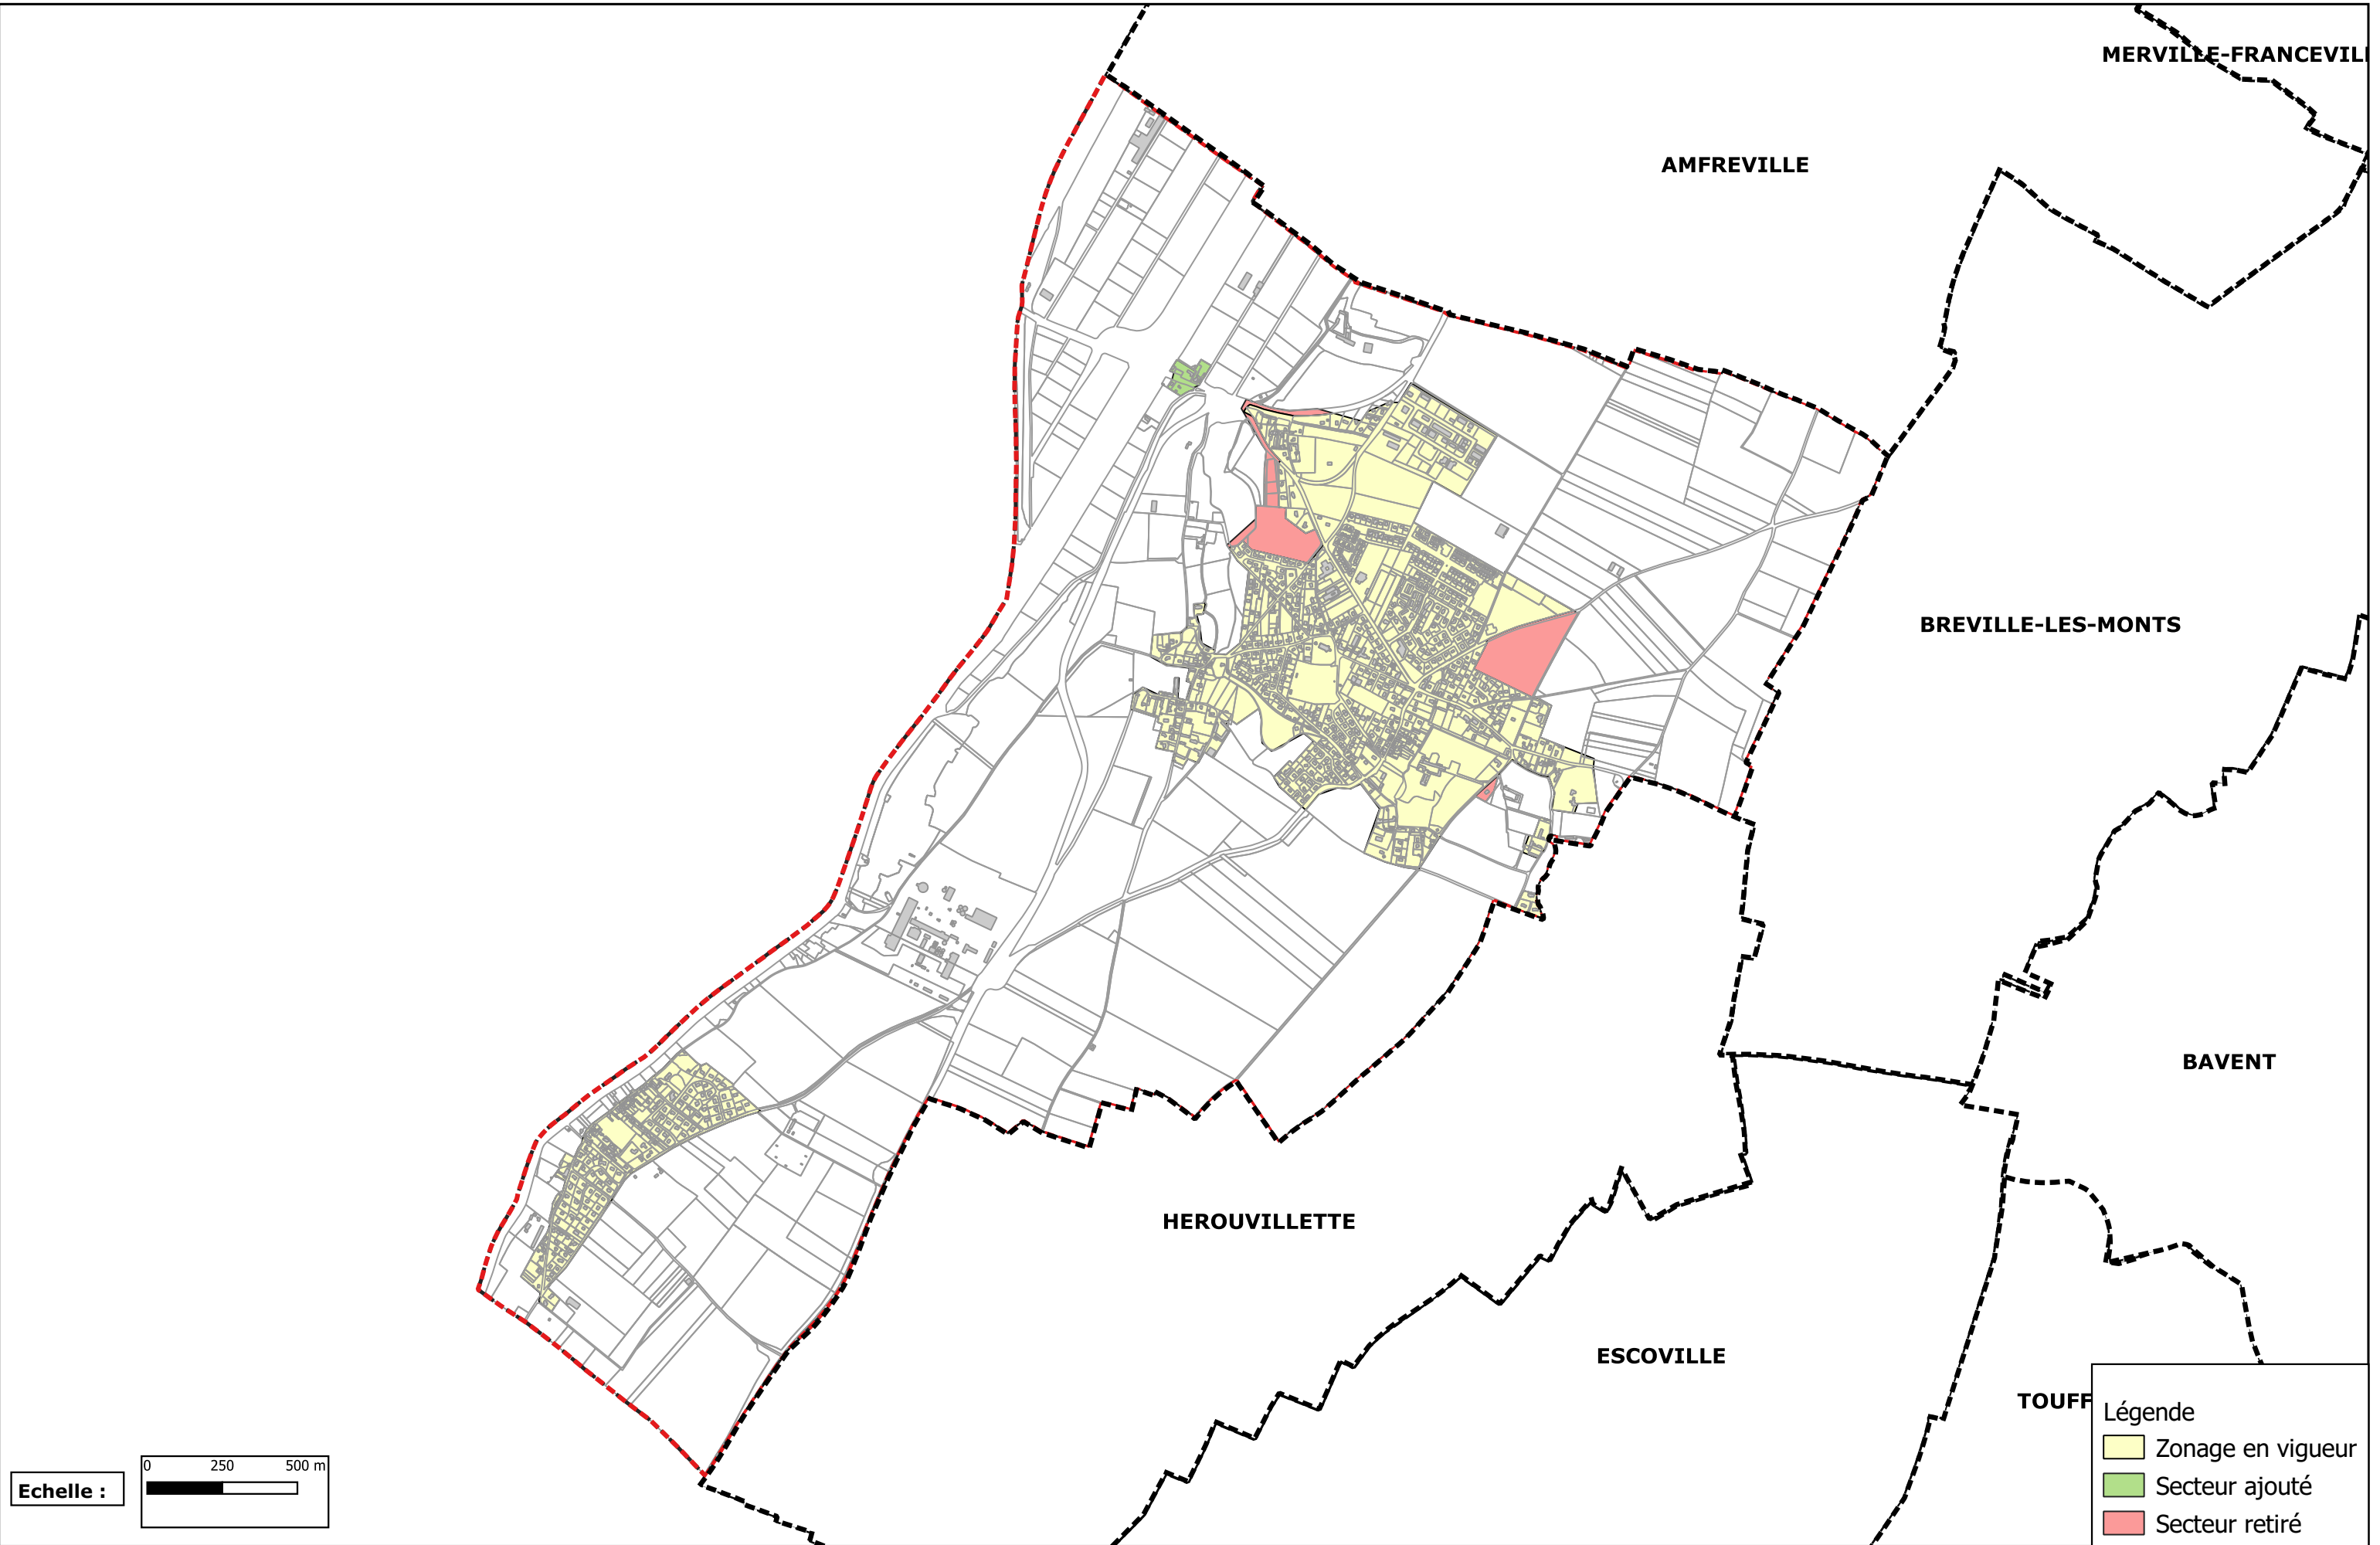 MERVILLE-FRANCEVILL
AMFREVILLE
BREVILLE-LES-MONTS
BAVENT
HEROUVILLETTE
ESCOVILLE
TOUFF
Légende
Zonage en vigueur
Secteur ajouté
Secteur retiré
Echelle :
0 250 500 m